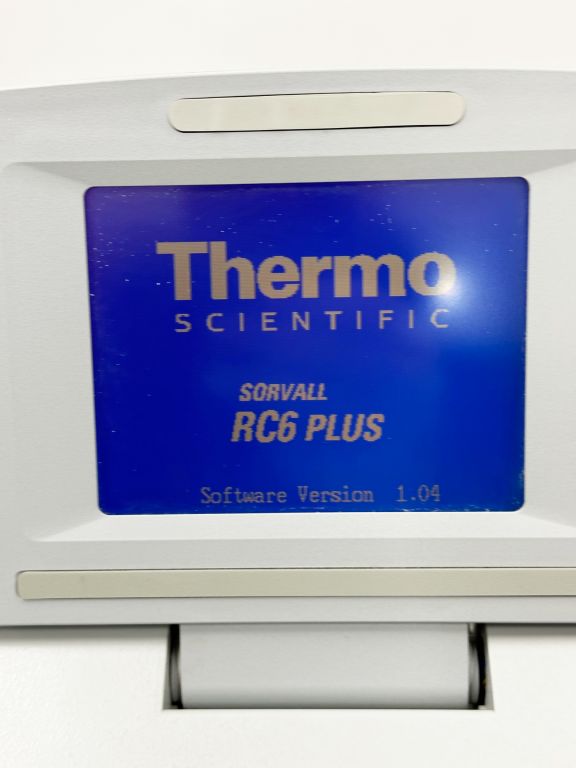 Thermo
SCIENTIFIC
SORVALL
RC6 PLUS
Software Version 1.04